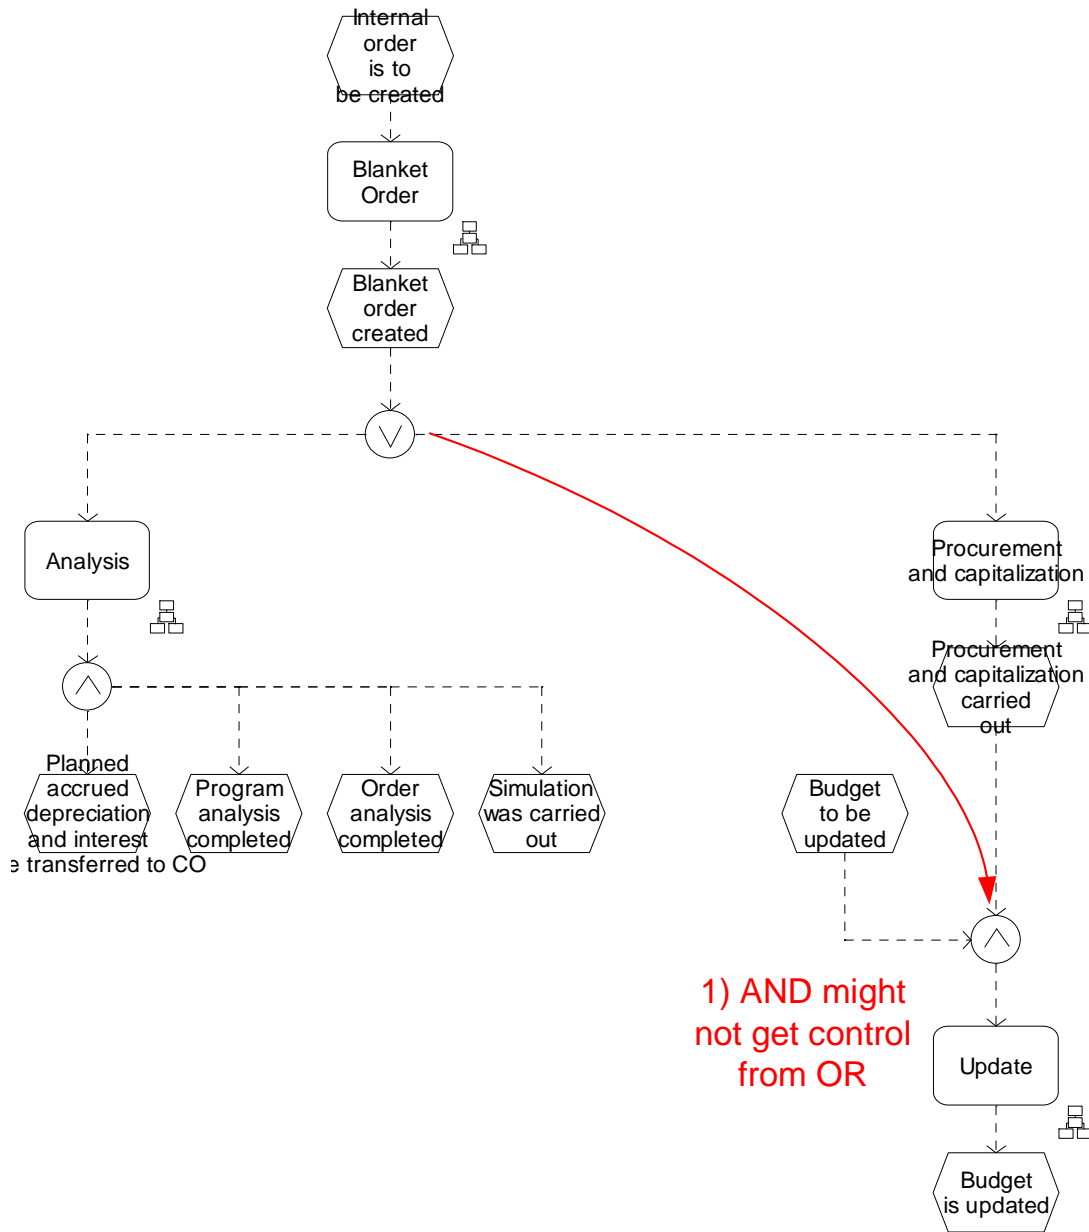 Internal
order
is to
be created
Blanket
Order
Blanket
order
created
Analysis
Procurement
and capitalization
Procurement
and capitalization
carried
out
Planned
accrued
depreciation
and interest
e transferred to CO
Program
analysis
completed
Order
analysis
completed
Simulation
was carried
out
Budget
to be
updated
1) AND might
not get control
from OR
Update
Budget
is updated